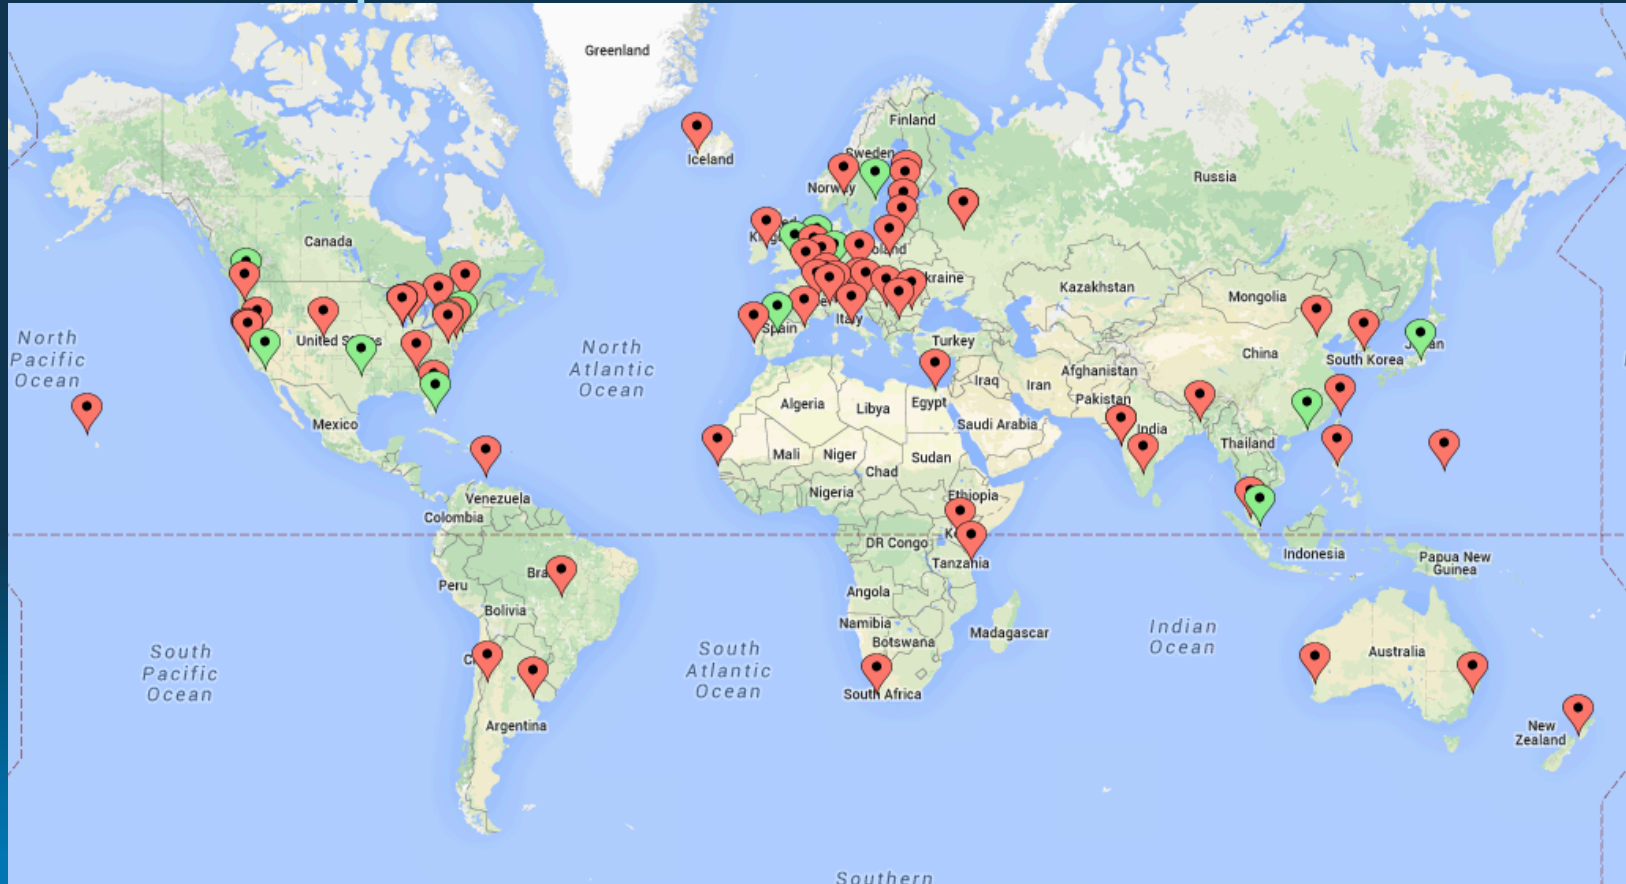 Greenland
Iceland
Finland
Sweden
Norway
Russia
Canada
Kazakhstan
Mongolia
Italy
Spain
United
Turkey
China
South Korea
Afghanistan
Iraq
Iran
Pakistan
North
Pacific
Ocean
North
Atlantic
Ocean
Algeria
Libya
Egypt
Saudi Arabia
India
Thailand
Mexico
Mali
Niger
Chad
Sudan
Nigeria
Ethiopia
Venezuela
Colombia
DR Congo
Tanzania
Indonesia
Papua New
Guinea
Peru
Bolivia
Angola
Namibia
Botswana
Madagascar
Indian
Ocean
Australia
South
Pacific
Ocean
South
Atlantic
Ocean
South Africa
Argentina
New
Zealand
Southern